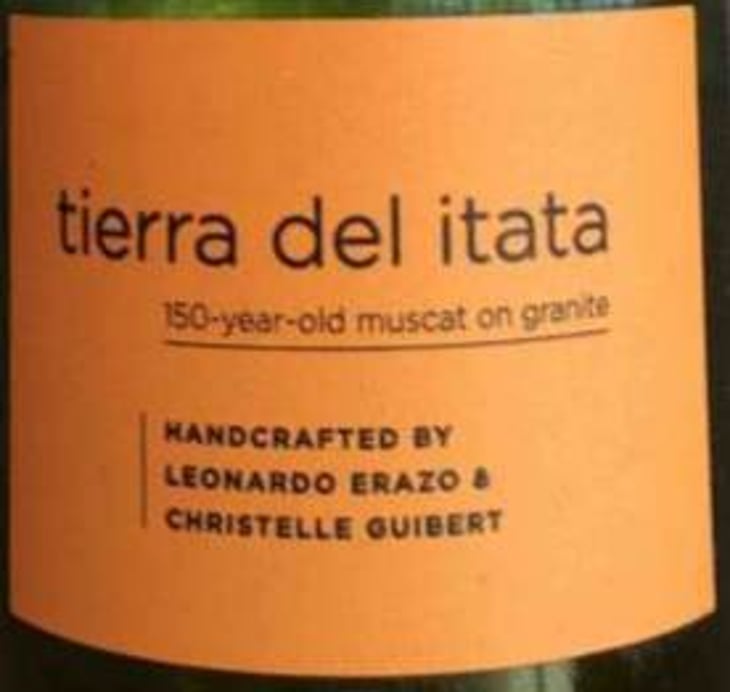 tierra del itata
150-year-old muscat on granite
HANDCRAFTED BY
LEONARDO ERAZO &
CHRISTELLE GUIBERT